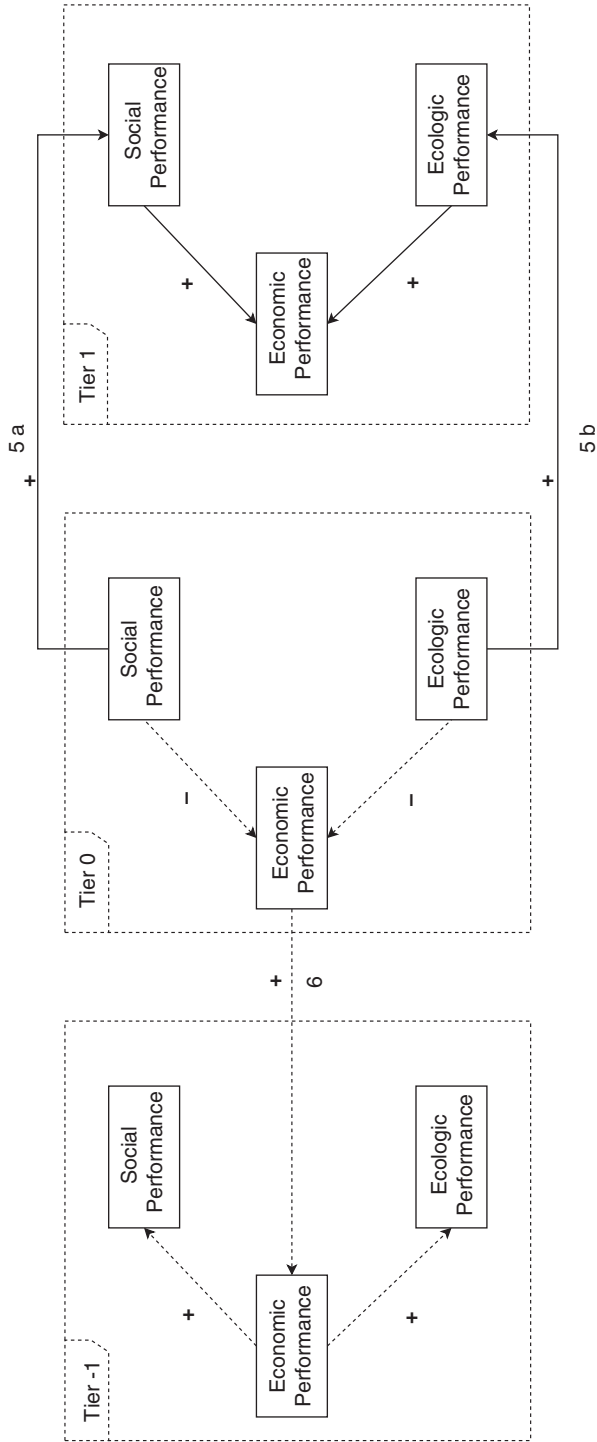 Tier -1
Social
Performance
+
Economic
Performance
+
Ecologic
Performance
+
6
Tier 0
Social
Performance
–
Economic
Performance
–
Ecologic
Performance
+
5 a
+
5 b
Tier 1
Social
Performance
+
Economic
Performance
+
Ecologic
Performance